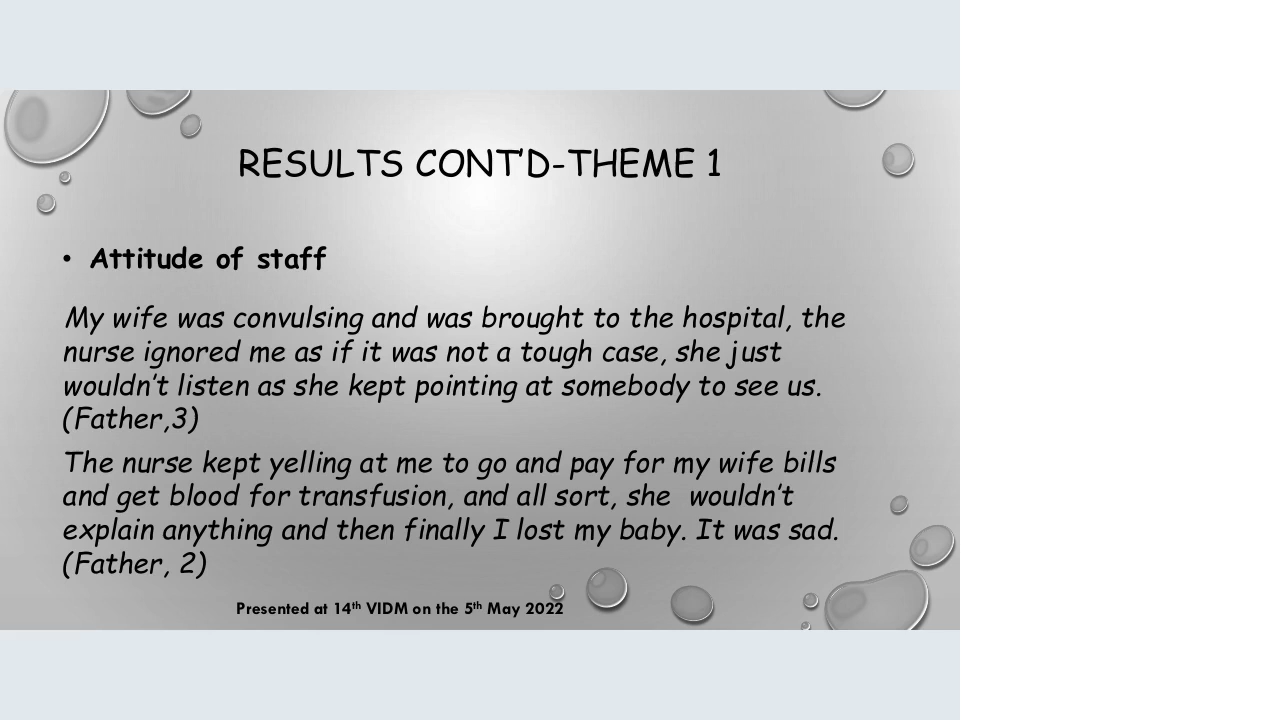 RESULTS CONT'D-THEME 1
• Attitude of staff
My wife was convulsing and was brought to the hospital, the
nurse ignored me as if it was not a tough case, she just
wouldn't listen as she kept pointing at somebody to see us.
(Father,3)
The nurse kept yelling at me to go and pay for my wife bills
and get blood for transfusion, and all sort, she  wouldn't
explain anything and then finally I lost my baby. It was sad.
(Father, 2)
Presented at 14th VIDM on the 5th May 2022